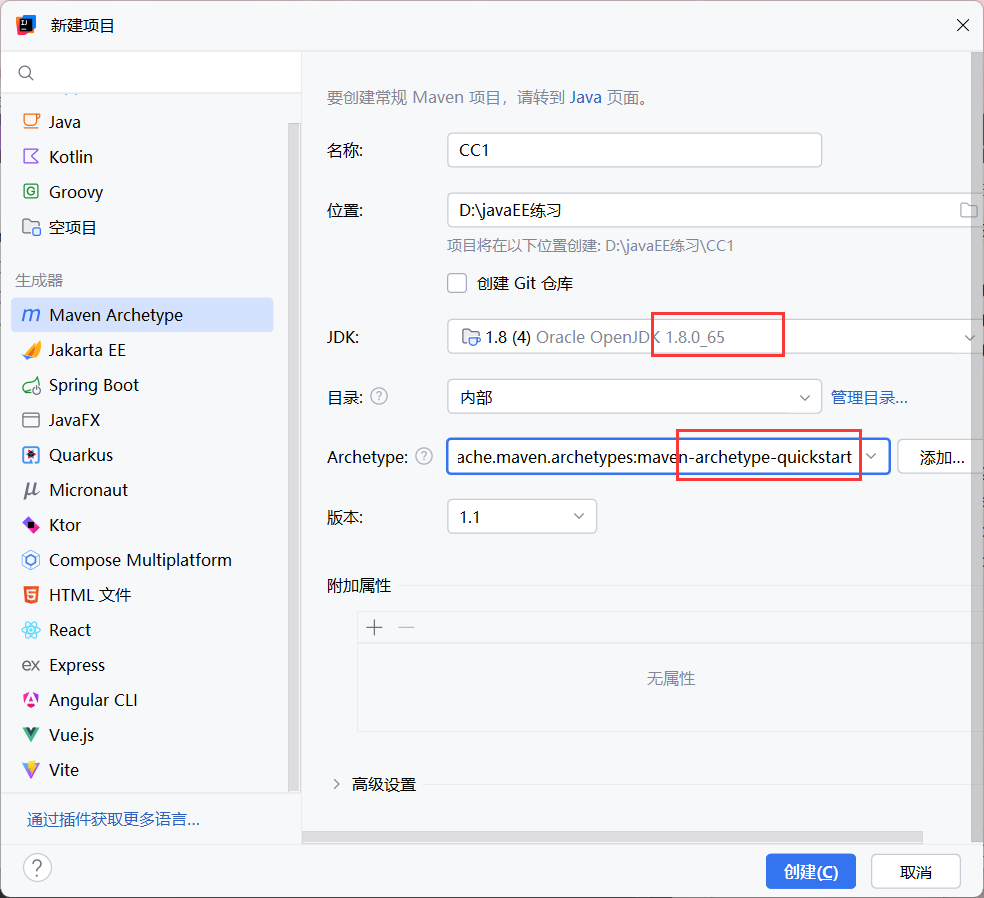 新建项目
Java
Kotlin
Groovy
空项目
生成器
Maven Archetype
Jakarta EE
Spring Boot
JavaFX
Quarkus
Micronaut
Ktor
Compose Multiplatform
HTML 文件
React
Express
Angular CLI
Vue.js
Vite
通过插件获取更多语言...
要创建常规 Maven 项目，请转到 Java 页面。
名称: CC1
位置: D:\javaEE练习
项目将在以下位置创建: D:\javaEE练习\CC1
创建 Git 仓库
JDK: 1.8 (4) Oracle OpenJDK 1.8.0_65
目录: ? 内部 管理目录...
Archetype: ? ache.maven.archetypes:maven-archetype-quickstart 添加...
版本: 1.1
附加属性
无属性
高级设置
? 创建(C) 取消